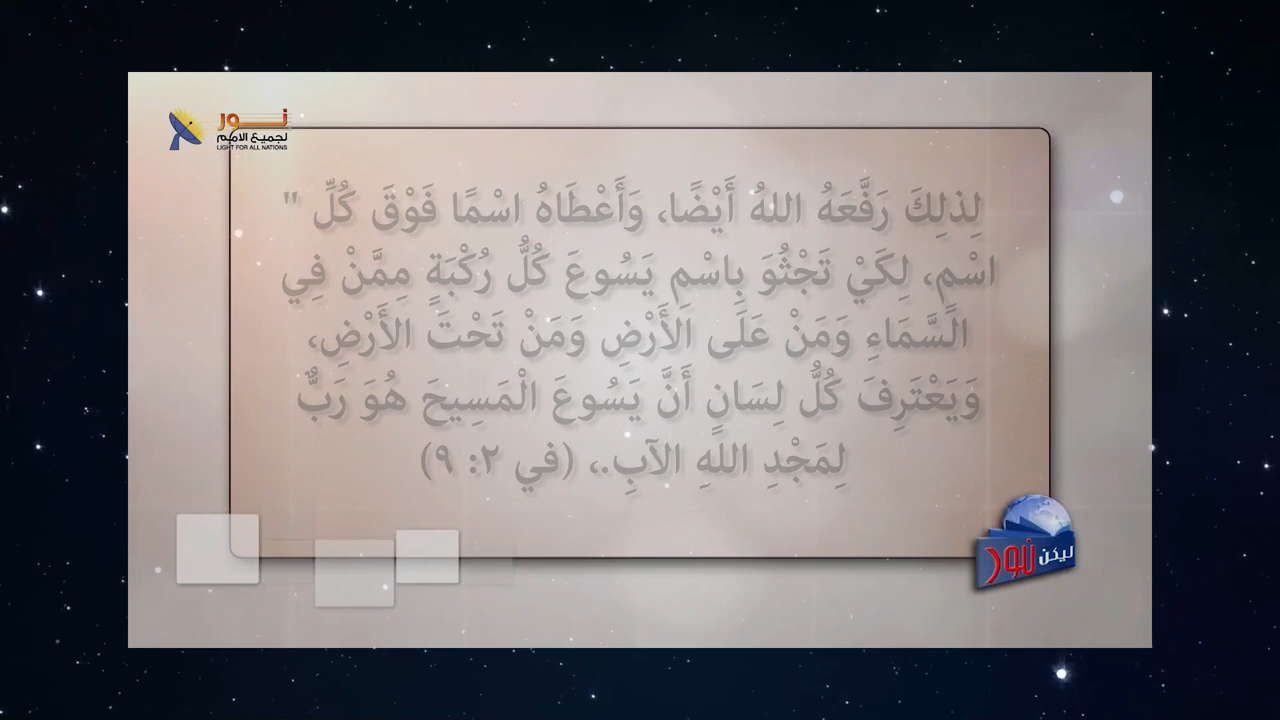 نور
لجميع الامم
LIGHT FOR ALL NATIONS
لِذلِكَ رَفَّعَهُ اللهُ أَيْضًا، وَأَعْطَاهُ اسْمًا فَوْقَ كُلِّ "
اسْمٍ، لِكَيْ تَجْثُوَ بِاسْمِ يَسُوعَ كُلُّ رُكْبَةٍ مِمَّنْ فِي
السَّمَاءِ وَمَنْ عَلَى الأَرْضِ وَمَنْ تَحْتَ الأَرْضِ،
وَيَعْتَرِفَ كُلُّ لِسَانٍ أَنَّ يَسُوعَ الْمَسِيحَ هُوَ رَبٌّ
لِمَجْدِ اللهِ الآبِ.، (في ٢: ٩)
ليكن نور